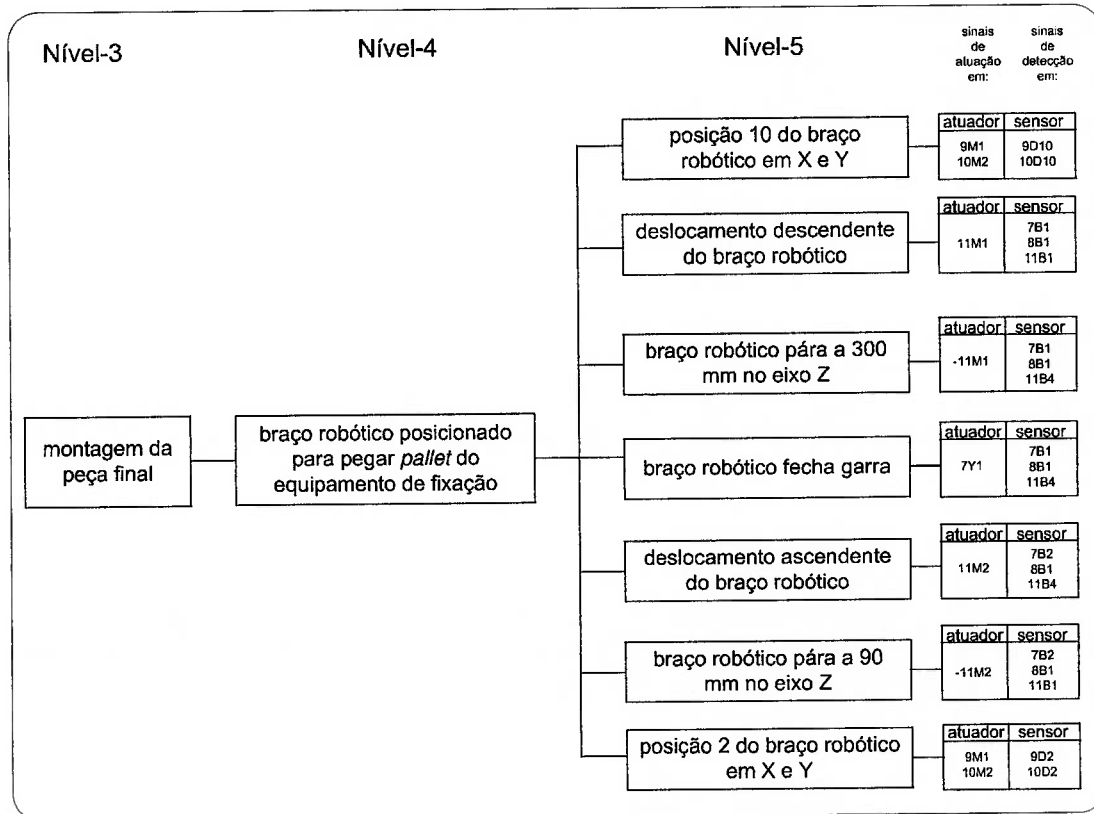 Nível-3
Nível-4
Nível-5
sinais
de
atuação
em:
sinais
de
detecção
em:
posição 10 do braço
robótico em X e Y
atuador sensor
9M1 9D10
10M2 10D10
deslocamento descendente
do braço robótico
atuador sensor
7B1
11M1 8B1
11B1
braço robótico pára a 300
mm no eixo Z
atuador sensor
7B1
-11M1 8B1
11B4
montagem da
peça final
braço robótico posicionado
para pegar pallet do
equipamento de fixação
braço robótico fecha garra
atuador sensor
7B1
7Y1 8B1
11B4
deslocamento ascendente
do braço robótico
atuador sensor
7B2
11M2 8B1
11B4
braço robótico pára a 90
mm no eixo Z
atuador sensor
7B2
-11M2 8B1
11B1
posição 2 do braço robótico
em X e Y
atuador sensor
9M1 9D2
10M2 10D2